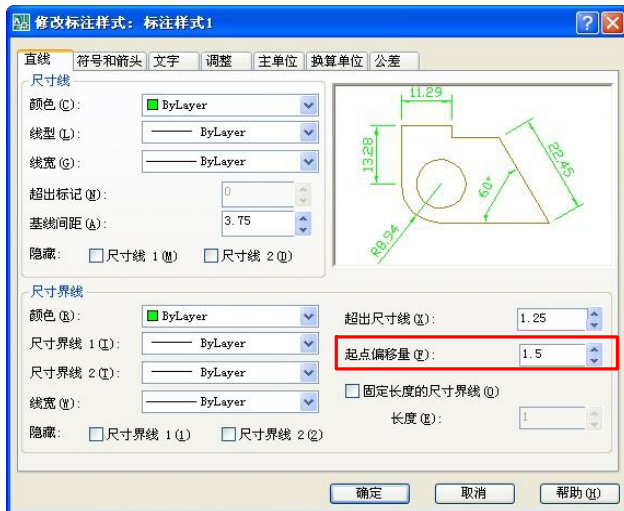 修改标注样式：标注样式1
直线 符号和箭头 文字 调整 主单位 换算单位 公差
尺寸线
颜色(C): ByLayer
线型(L): ByLayer
线宽(G): ByLayer
超出标记(N): 0
基线间距(A): 3.75
隐藏: 尺寸线 1(M) 尺寸线 2(D)
11.29
13.28
22.45
60°
R8.94
尺寸界线
颜色(R): ByLayer
尺寸界线 1(I): ByLayer
尺寸界线 2(T): ByLayer
线宽(W): ByLayer
隐藏: 尺寸界线 1(1) 尺寸界线 2(2)
超出尺寸线(X): 1.25
起点偏移量(F): 1.5
固定长度的尺寸界线(O)
长度(E): 1
确定 取消 帮助(H)